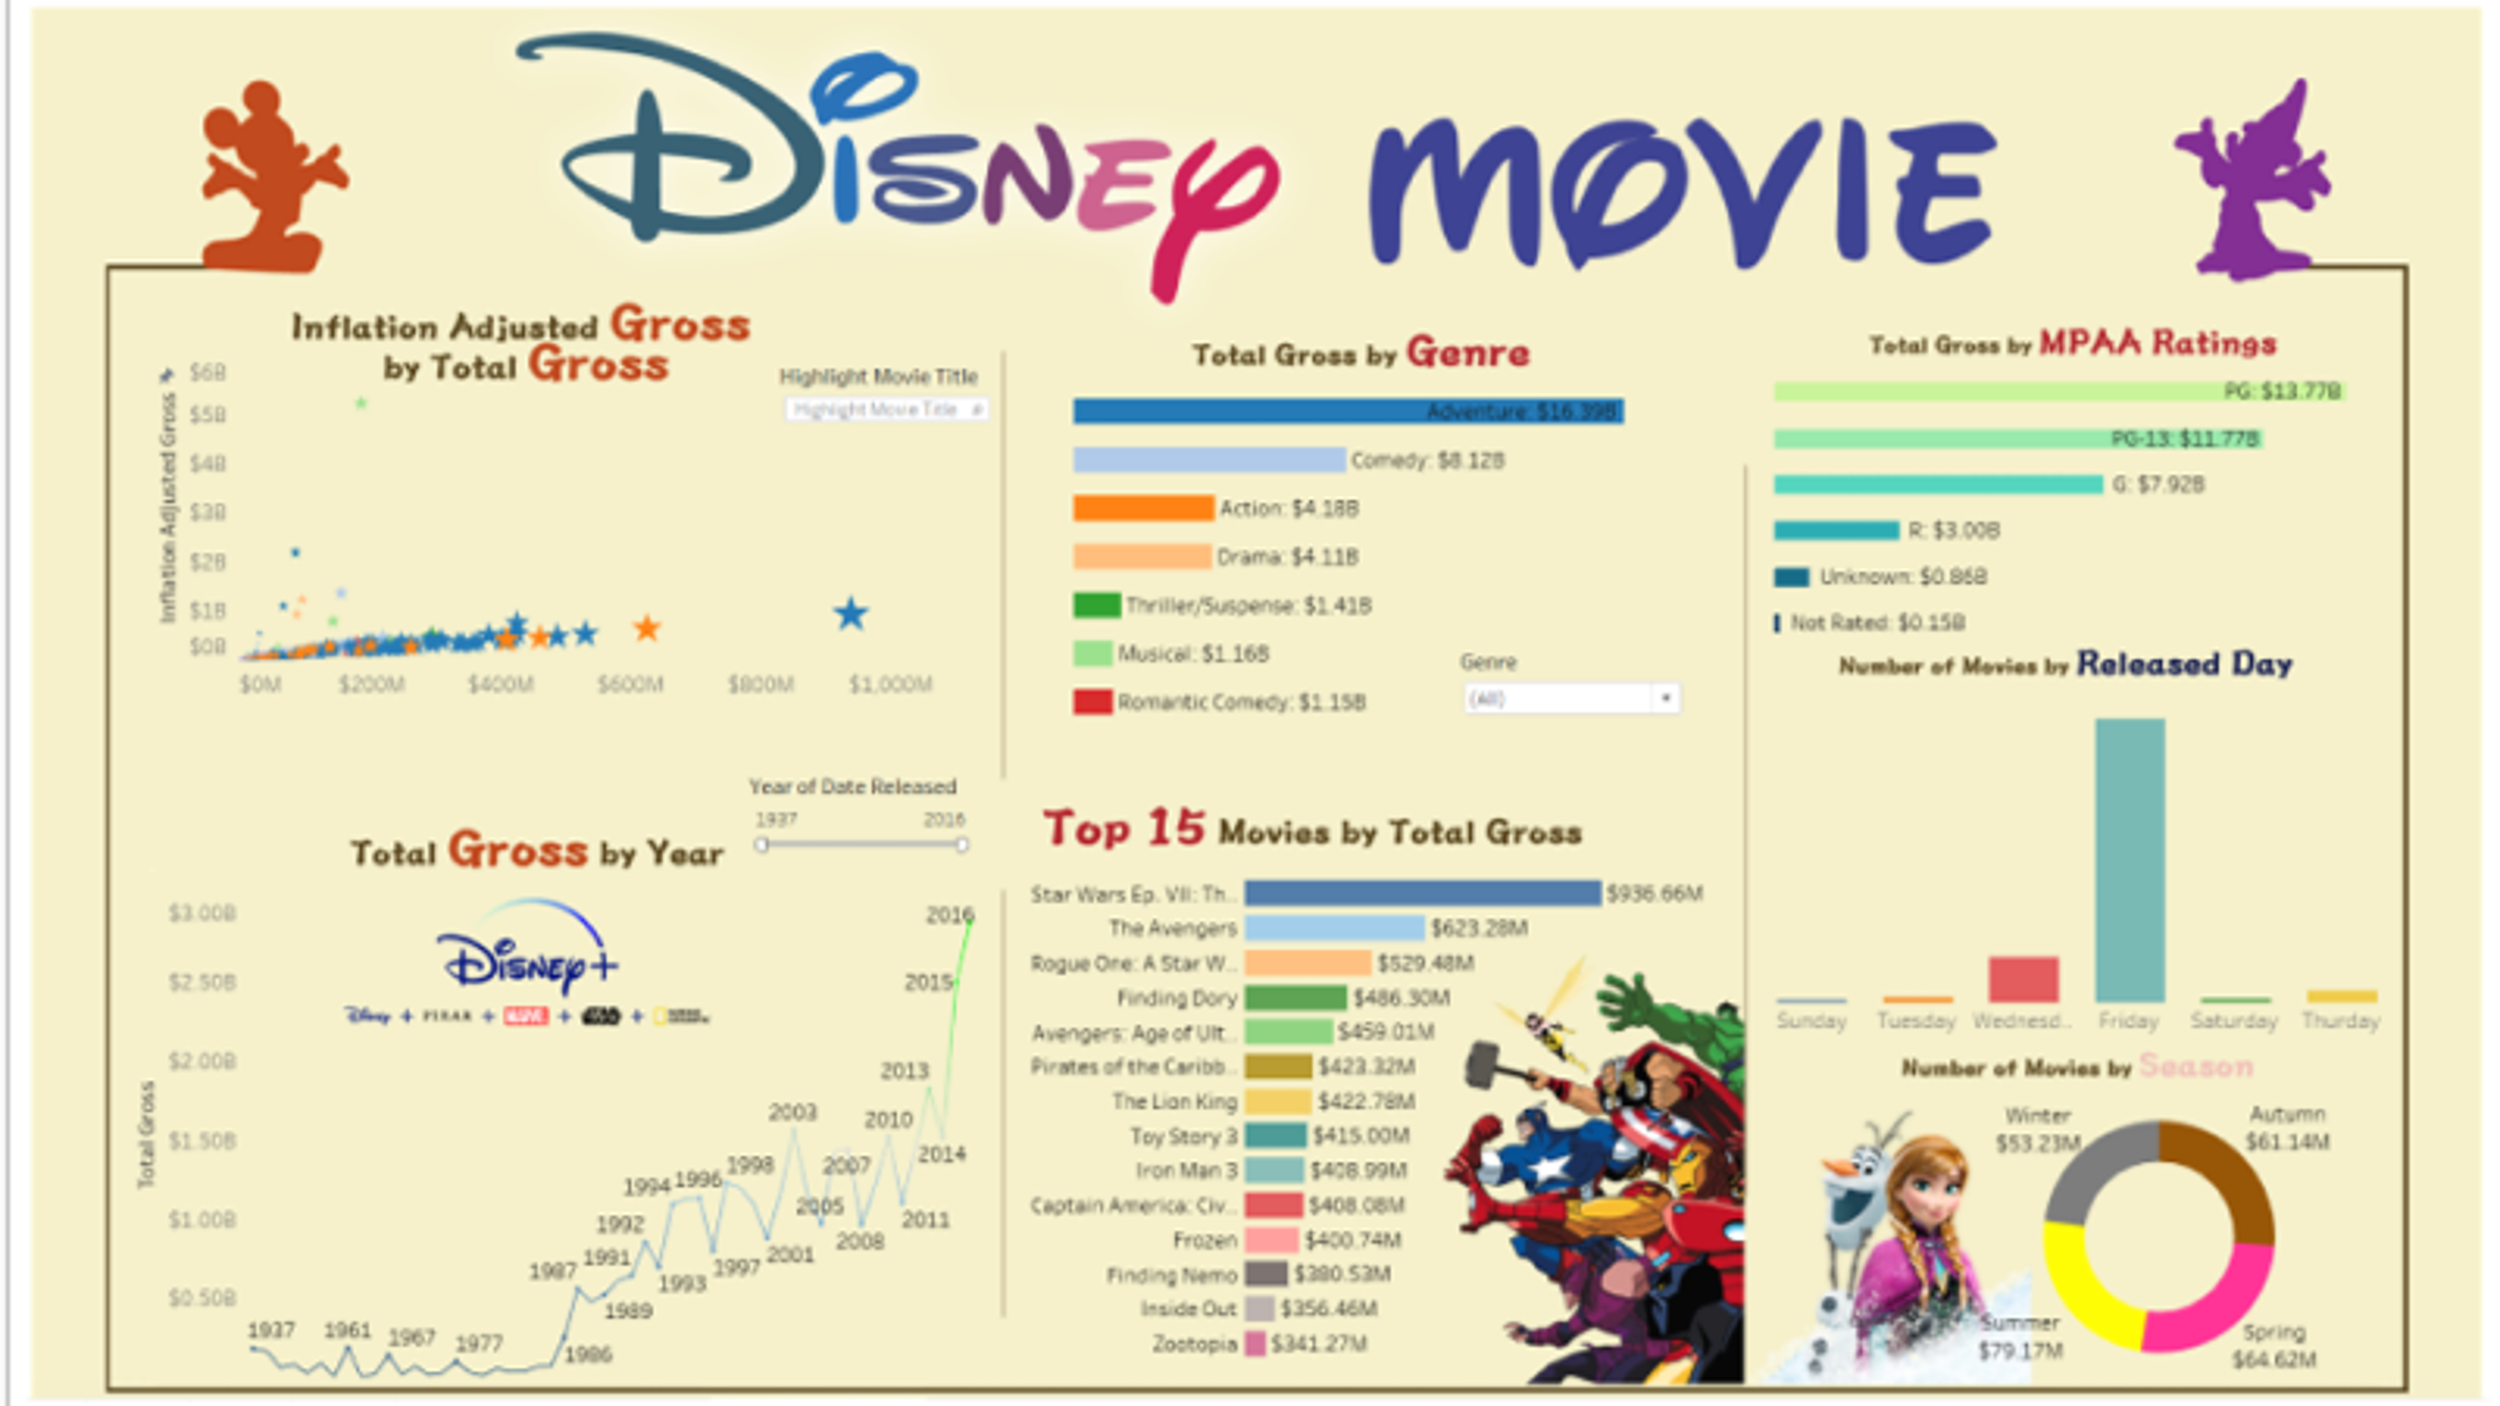 Disney MOVIE
Inflation Adjusted Gross
by Total Gross
Highlight Movie Title
Highlight Movie Title
Inflation Adjusted Gross
$6B
$5B
$4B
$3B
$2B
$1B
$0B
$0M
$200M
$400M
$600M
$800M
$1,000M
Total Gross by Genre
Adventure: $16.39B
Comedy: $8.12B
Action: $4.18B
Drama: $4.11B
Thriller/Suspense: $1.41B
Musical: $1.16B
Romantic Comedy: $1.15B
Genre
(All)
Total Gross by MPAA Ratings
PG: $13.77B
PG-13: $11.77B
G: $7.92B
R: $3.00B
Unknown: $0.86B
Not Rated: $0.15B
Number of Movies by Released Day
Sunday
Tuesday
Wednesd..
Friday
Saturday
Thurday
Year of Date Released
1937
2016
Total Gross by Year
Total Gross
$3.00B
$2.50B
$2.00B
$1.50B
$1.00B
$0.50B
Disney+
Disney + PIXAR + MARVEL + +
1937
1961
1967
1977
1986
1987
1989
1991
1992
1993
1994
1996
1997
1998
2001
2003
2005
2007
2008
2010
2011
2013
2014
2015
2016
Top 15 Movies by Total Gross
Star Wars Ep. VII: Th.. $936.66M
The Avengers $623.28M
Rogue One: A Star W.. $529.48M
Finding Dory $486.30M
Avengers: Age of Ult.. $459.01M
Pirates of the Caribb.. $423.32M
The Lion King $422.78M
Toy Story 3 $415.00M
Iron Man 3 $408.99M
Captain America: Civ.. $408.08M
Frozen $400.74M
Finding Nemo $380.53M
Inside Out $356.46M
Zootopia $341.27M
Number of Movies by Season
Winter
$53.23M
Autumn
$61.14M
Summer
$79.17M
Spring
$64.62M